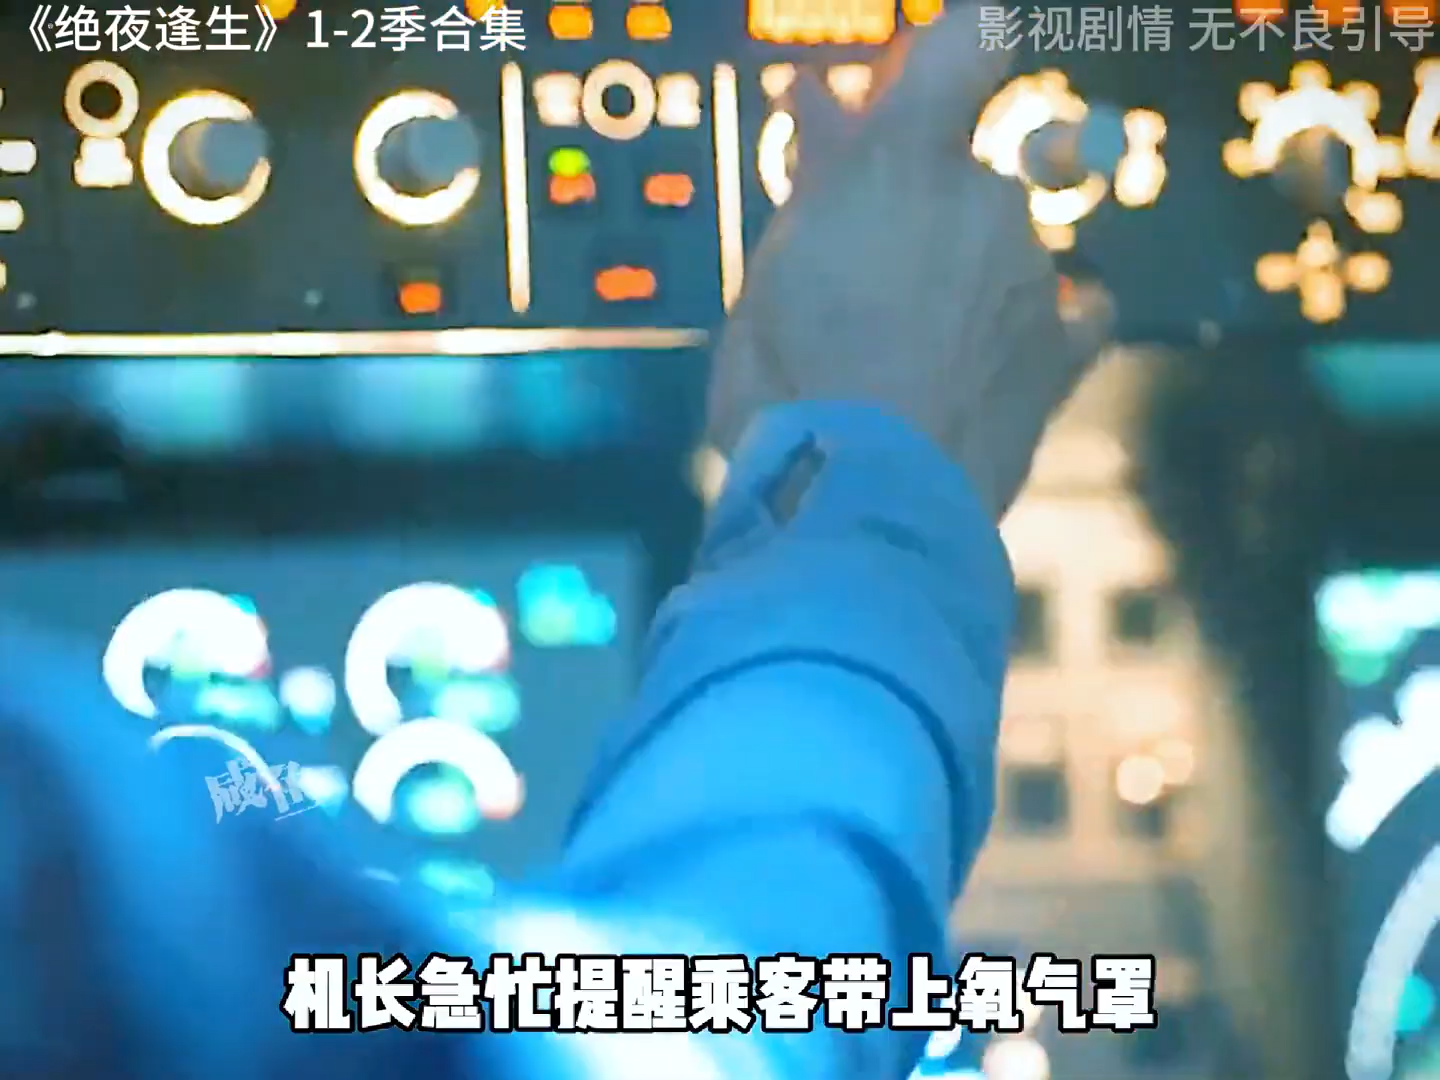 《绝夜逢生》1-2季合集
影视剧情 无不良引导
机长急忙提醒乘客带上氧气罩